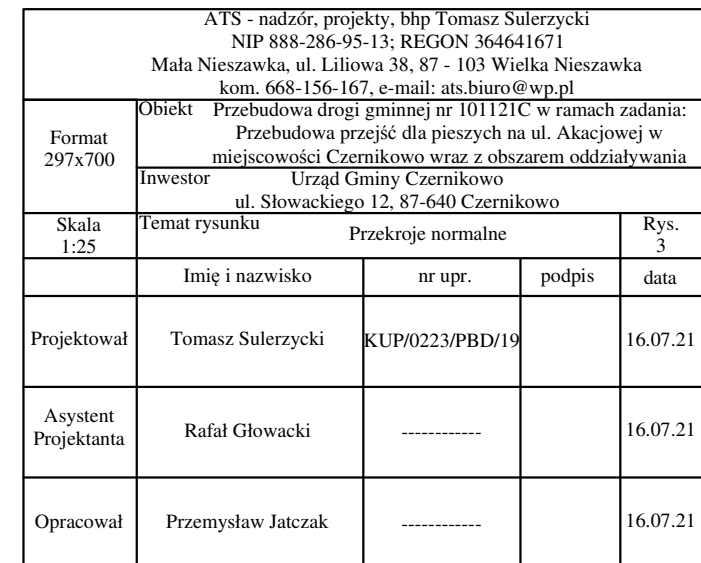 ATS - nadzór, projekty, bhp Tomasz Sulerzycki
NIP 888-286-95-13; REGON 364641671
Mała Nieszawka, ul. Liliowa 38, 87 - 103 Wielka Nieszawka
kom. 668-156-167, e-mail: ats.biuro@wp.pl
Format
297x700
Obiekt Przebudowa drogi gminnej nr 101121C w ramach zadania:
Przebudowa przejść dla pieszych na ul. Akacjowej w
miejscowości Czernikowo wraz z obszarem oddziaływania
Inwestor Urząd Gminy Czernikowo
ul. Słowackiego 12, 87-640 Czernikowo
Skala
1:25
Temat rysunku
Przekroje normalne
Rys.
3
Imię i nazwisko nr upr. podpis data
Projektował Tomasz Sulerzycki KUP/0223/PBD/19 16.07.21
Asystent
Projektanta
Rafał Głowacki ------------ 16.07.21
Opracował Przemysław Jatczak ------------ 16.07.21